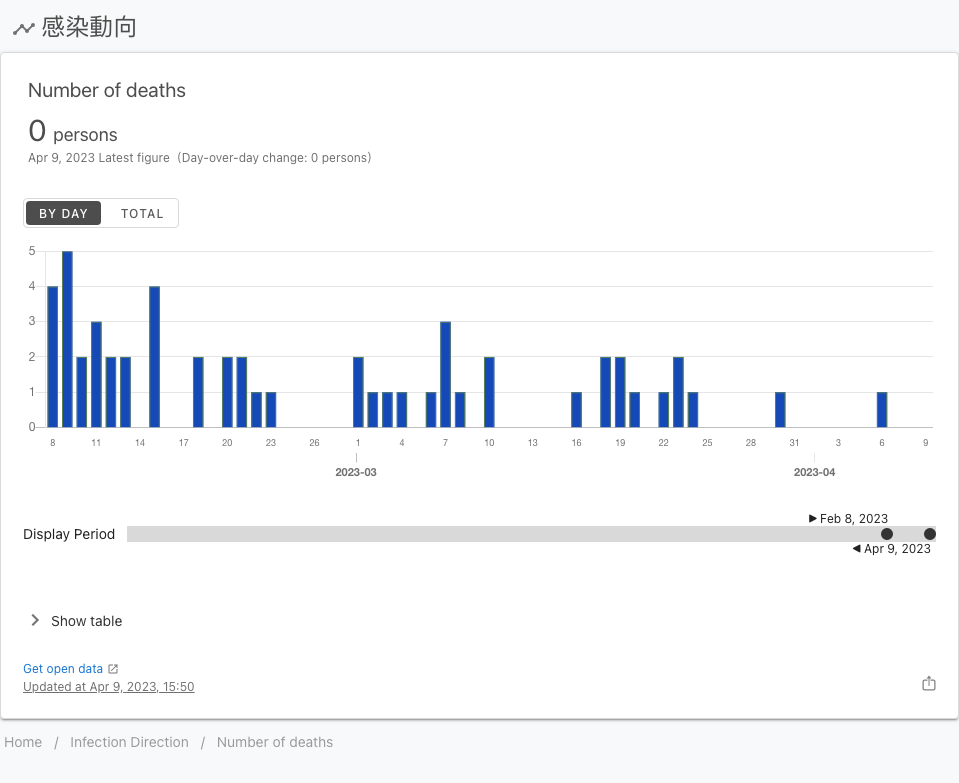 感染動向
Number of deaths
0 persons
Apr 9, 2023 Latest figure (Day-over-day change: 0 persons)
BY DAY TOTAL
5
4
3
2
1
0
8 11 14 17 20 23 26 1 4 7 10 13 16 19 22 25 28 31 3 6 9
2023-03 2023-04
Feb 8, 2023
Display Period
Apr 9, 2023
Show table
Get open data
Updated at Apr 9, 2023, 15:50
Home / Infection Direction / Number of deaths